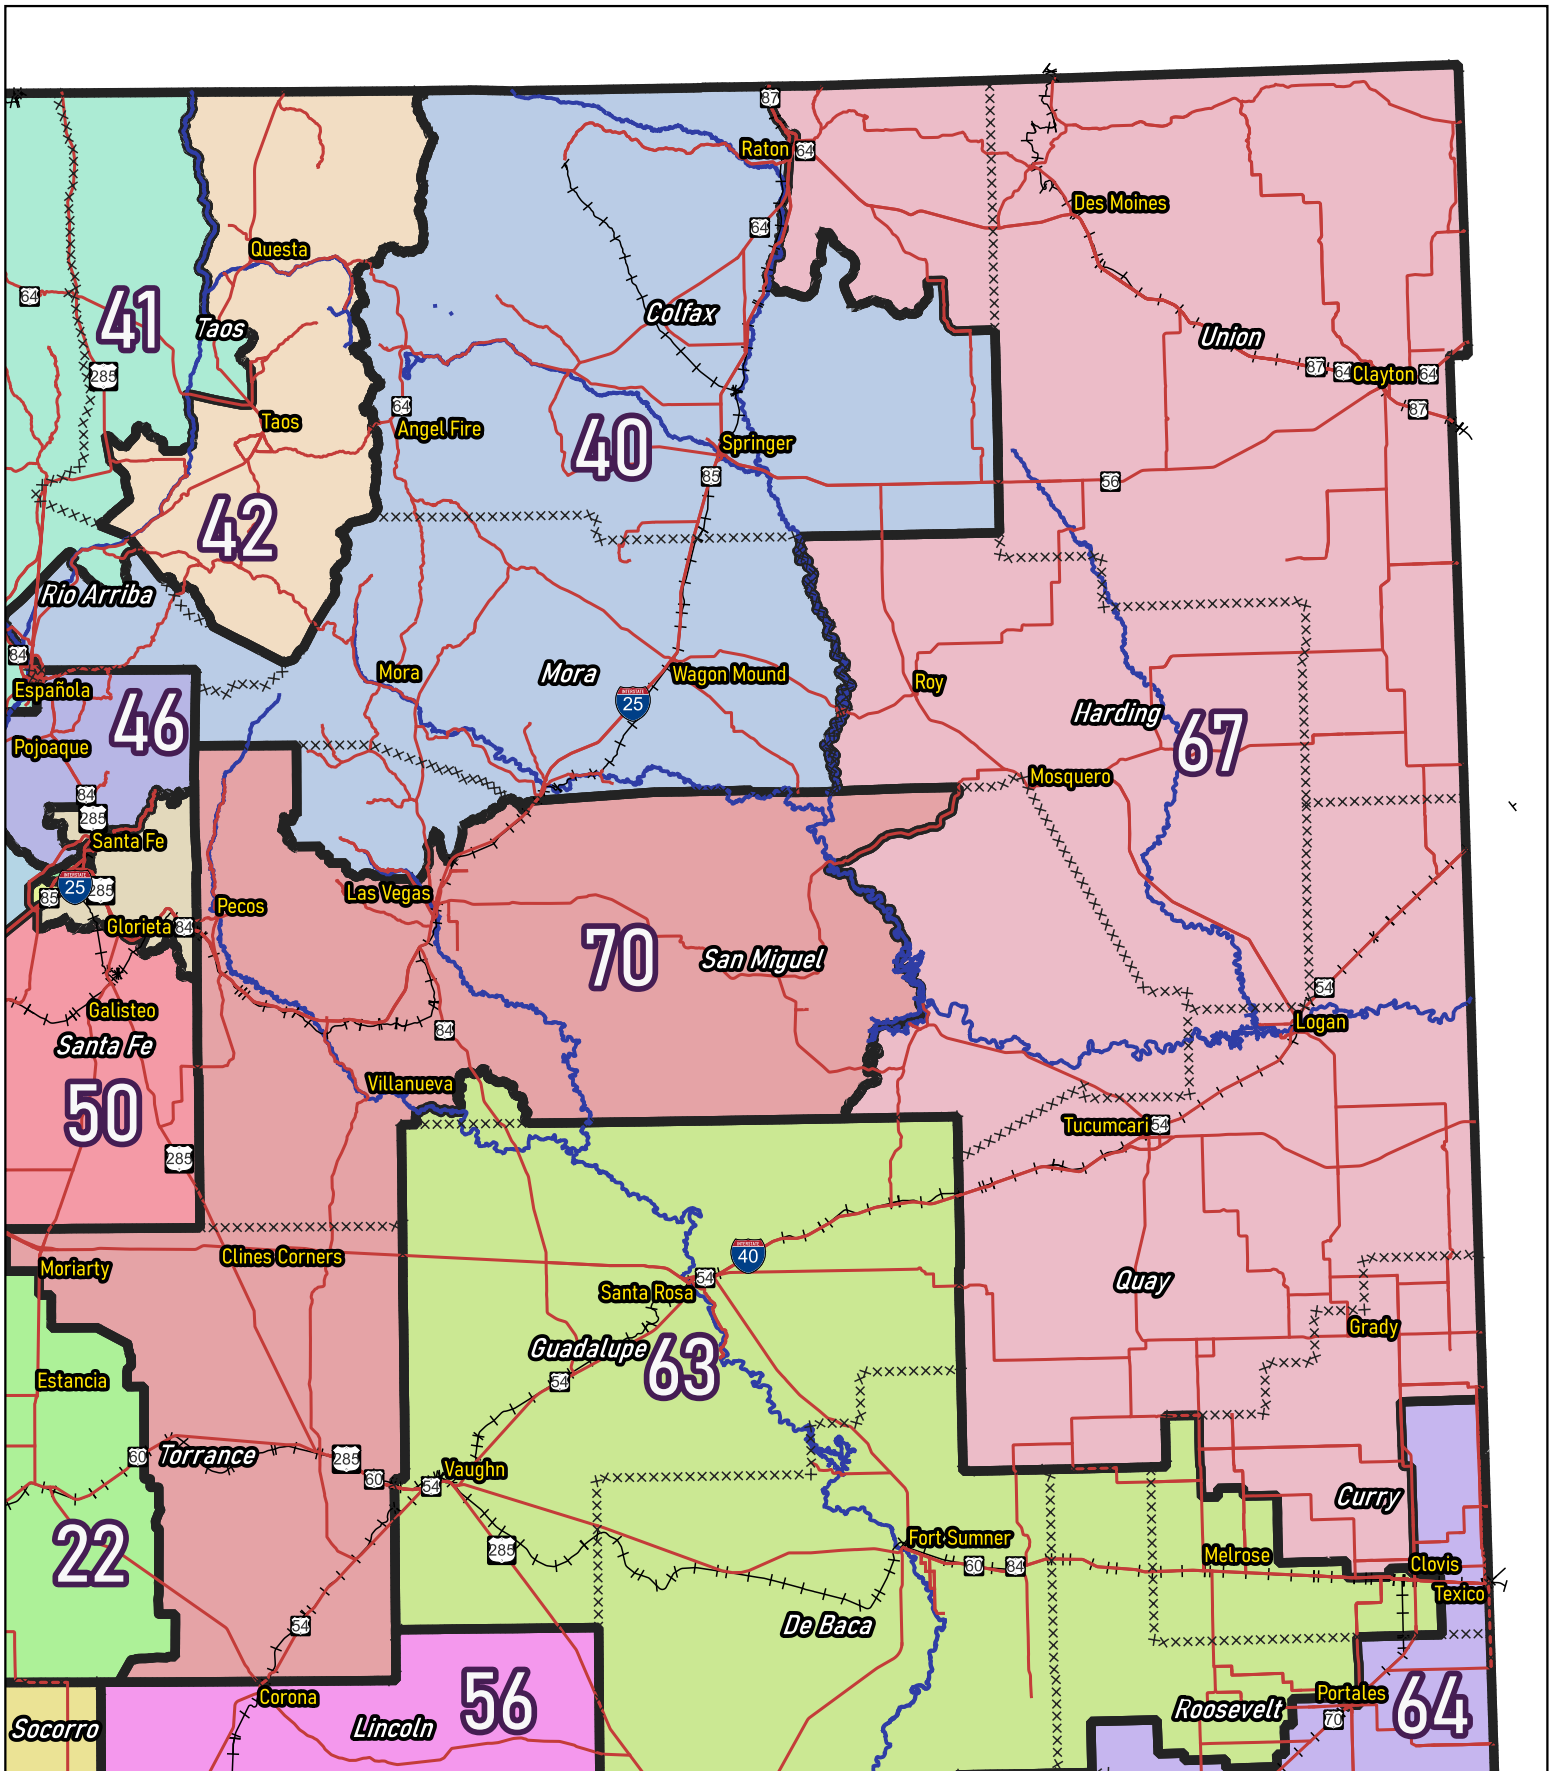 87
Raton
64
Des Moines
64
Questa
64
41
Taos
Colfax
Union
285
87
64
Clayton
64
64
87
Taos
Angel Fire
40
Springer
85
56
42
Rio Arriba
84
Española
Mora
Mora
Wagon Mound
Roy
INTERSTATE
25
46
Harding
67
Pojoaque
Mosquero
84
285
Santa Fe
INTERSTATE
25
285
85
Las Vegas
Pecos
Glorieta
84
70
San Miguel
54
Galisteo
Logan
Santa Fe
84
50
Villanueva
Tucumcari
54
285
Clines Corners
INTERSTATE
40
Moriarty
54
Santa Rosa
Quay
Grady
Guadalupe
63
Estancia
54
60
Torrance
285
60
54
Vaughn
Curry
22
285
Fort Sumner
60
84
Melrose
Clovis
Texico
54
De Baca
Corona
56
Portales
Roosevelt
64
70
Socorro
Lincoln